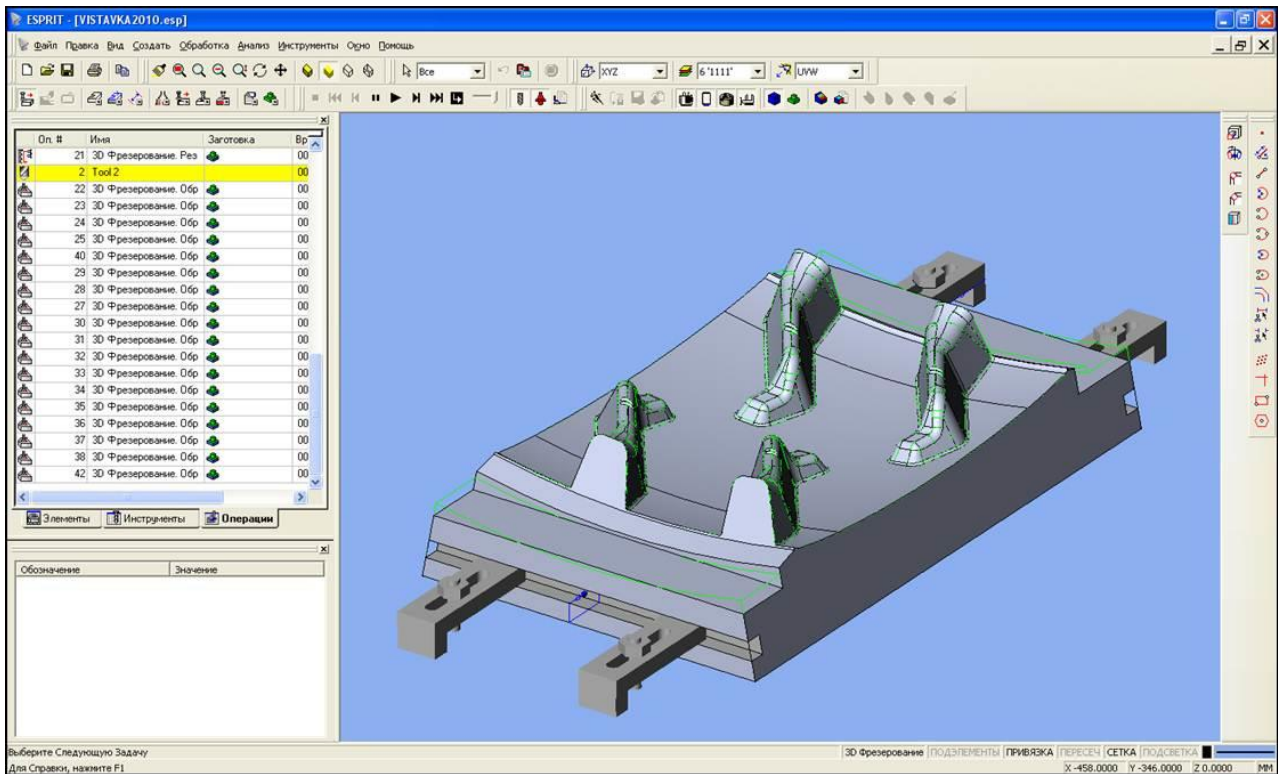 ESPRIT - [VISTAVKA2010.esp]
Файл Правка Вид Создать Обработка Анализ Инструменты Окно Помощь
Все XYZ 6 '1111' UVW
Оп. # Имя Заготовка Вр
21 3D Фрезерование. Рез 00
2 Tool 2 00
22 3D Фрезерование. Обр 00
23 3D Фрезерование. Обр 00
24 3D Фрезерование. Обр 00
25 3D Фрезерование. Обр 00
40 3D Фрезерование. Обр 00
29 3D Фрезерование. Обр 00
28 3D Фрезерование. Обр 00
27 3D Фрезерование. Обр 00
30 3D Фрезерование. Обр 00
31 3D Фрезерование. Обр 00
32 3D Фрезерование. Обр 00
33 3D Фрезерование. Обр 00
34 3D Фрезерование. Обр 00
35 3D Фрезерование. Обр 00
36 3D Фрезерование. Обр 00
37 3D Фрезерование. Обр 00
38 3D Фрезерование. Обр 00
42 3D Фрезерование. Обр 00
Элементы Инструменты Операции
Обозначение Значение
Выберите Следующую Задачу 3D Фрезерование ПОДЭЛЕМЕНТЫ ПРИВЯЗКА ПЕРЕСЕЧ СЕТКА ПОДСВЕТКА
Для Справки, нажмите F1 X -458.0000 Y -346.0000 Z 0.0000 MM